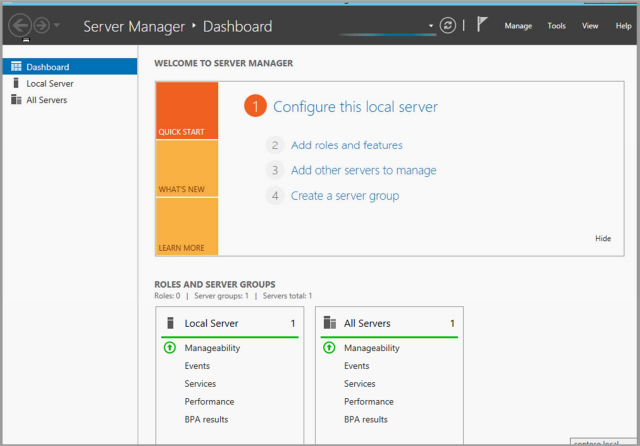 Server Manager ‣ Dashboard
Manage Tools View Help
Dashboard
Local Server
All Servers
WELCOME TO SERVER MANAGER
QUICK START
WHAT'S NEW
LEARN MORE
1 Configure this local server
2 Add roles and features
3 Add other servers to manage
4 Create a server group
Hide
ROLES AND SERVER GROUPS
Roles: 0 | Server groups: 1 | Servers total: 1
Local Server 1
Manageability
Events
Services
Performance
BPA results
All Servers 1
Manageability
Events
Services
Performance
BPA results